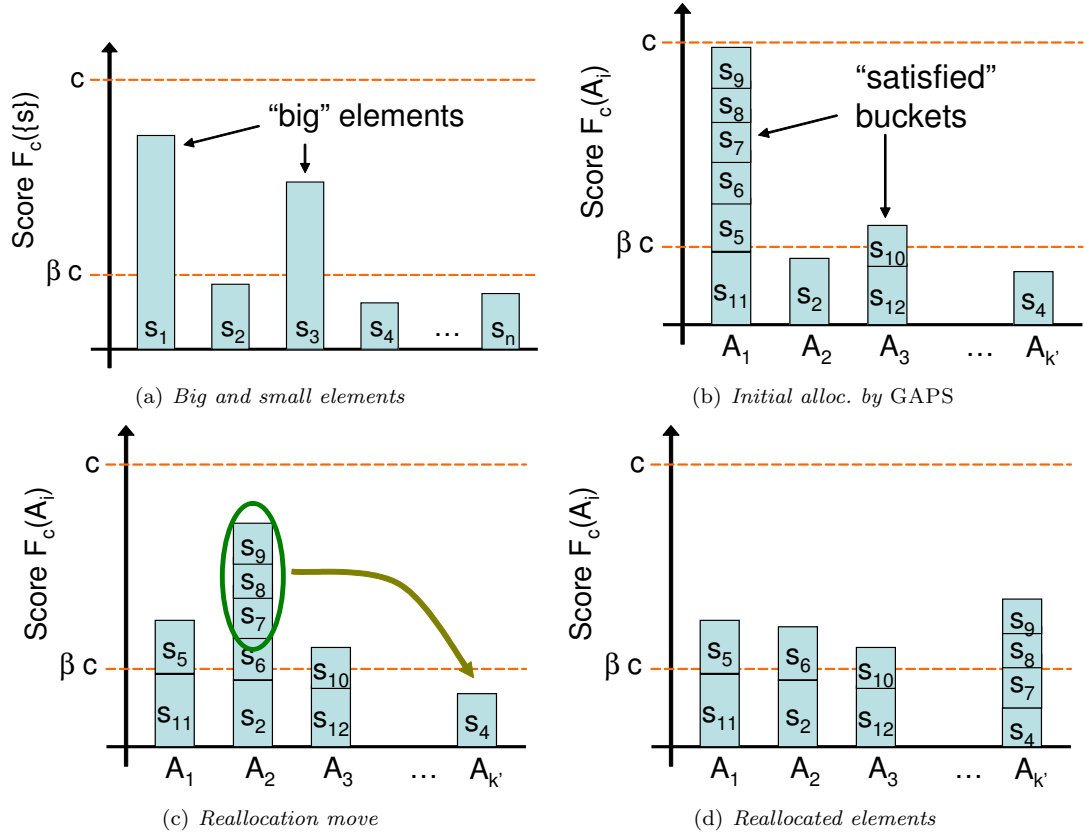 Score F_c({s})
c
"big" elements
β c
s_1 s_2 s_3 s_4 ... s_n
(a) Big and small elements
Score F_c(A_i)
c
"satisfied"
buckets
β c
s_9
s_8
s_7
s_6
s_5
s_11
s_2
s_10
s_12
s_4
A_1 A_2 A_3 ... A_k'
(b) Initial alloc. by GAPS
Score F_c(A_i)
c
β c
s_5
s_11
s_9
s_8
s_7
s_6
s_2
s_10
s_12
s_4
A_1 A_2 A_3 ... A_k'
(c) Reallocation move
Score F_c(A_i)
c
β c
s_5
s_11
s_6
s_2
s_10
s_12
s_9
s_8
s_7
s_4
A_1 A_2 A_3 ... A_k'
(d) Reallocated elements